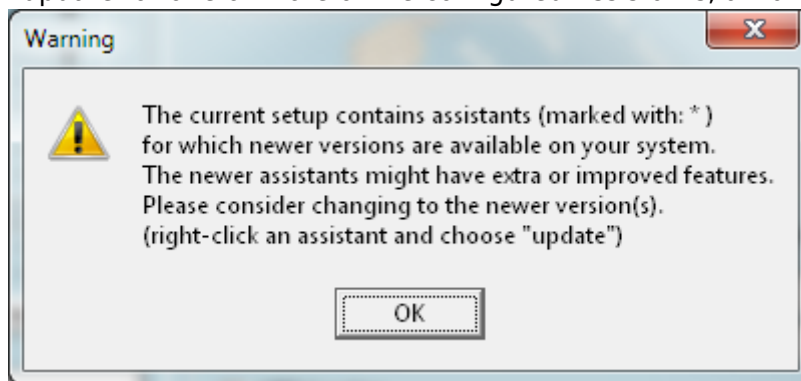 Warning
The current setup contains assistants (marked with: * )
for which newer versions are available on your system.
The newer assistants might have extra or improved features.
Please consider changing to the newer version(s).
(right-click an assistant and choose "update")
OK